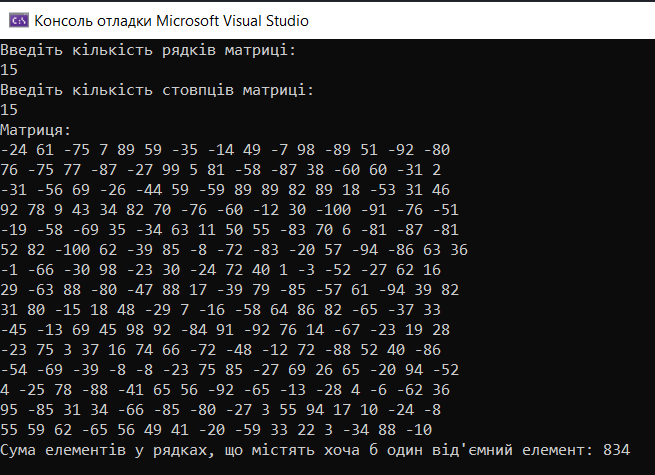 Консоль отладки Microsoft Visual Studio
Введіть кількість рядків матриці:
15
Введіть кількість стовпців матриці:
15
Матриця:
-24 61 -75 7 89 59 -35 -14 49 -7 98 -89 51 -92 -80
76 -75 77 -87 -27 99 5 81 -58 -87 38 -60 60 -31 2
-31 -56 69 -26 -44 59 -59 89 89 82 89 18 -53 31 46
92 78 9 43 34 82 70 -76 -60 -12 30 -100 -91 -76 -51
-19 -58 -69 35 -34 63 11 50 55 -83 70 6 -81 -87 -81
52 82 -100 62 -39 85 -8 -72 -83 -20 57 -94 -86 63 36
-1 -66 -30 98 -23 30 -24 72 40 1 -3 -52 -27 62 16
29 -63 88 -80 -47 88 17 -39 79 -85 -57 61 -94 39 82
31 80 -15 18 48 -29 7 -16 -58 64 86 82 -65 -37 33
-45 -13 69 45 98 92 -84 91 -92 76 14 -67 -23 19 28
-23 75 3 37 16 74 66 -72 -48 -12 72 -88 52 40 -86
-54 -69 -39 -8 -8 -23 75 85 -27 69 26 65 -20 94 -52
4 -25 78 -88 -41 65 56 -92 -65 -13 -28 4 -6 -62 36
95 -85 31 34 -66 -85 -80 -27 3 55 94 17 10 -24 -8
55 59 62 -65 56 49 41 -20 -59 33 22 3 -34 88 -10
Сума елементів у рядках, що містять хоча б один від'ємний елемент: 834